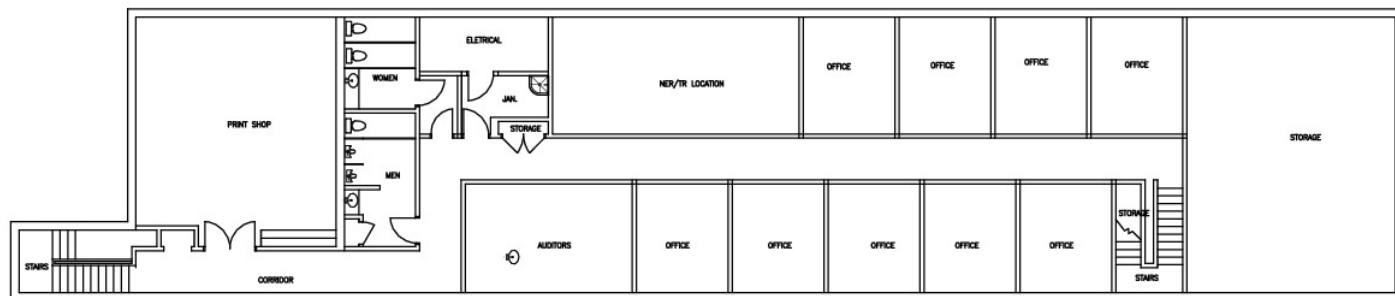 ELETRICAL
WOMEN
NER/TR LOCATION
OFFICE
OFFICE
OFFICE
OFFICE
JAN.
PRINT SHOP
STORAGE
STORAGE
MEN
STORAGE
AUDITORS
OFFICE
OFFICE
OFFICE
OFFICE
OFFICE
STAIRS
CORRIDOR
STAIRS